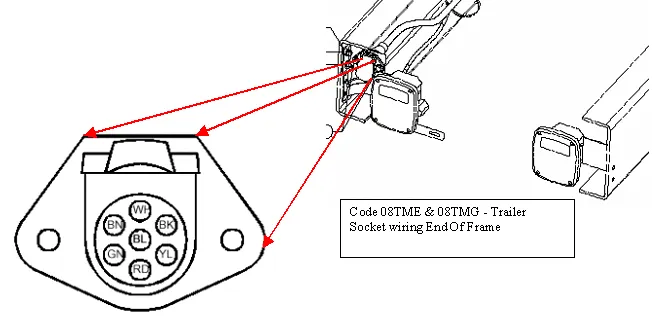 Code 08TME & 08TMG - Trailer
Socket wiring End Of Frame
WH
BN
BK
BL
GN
YL
RD